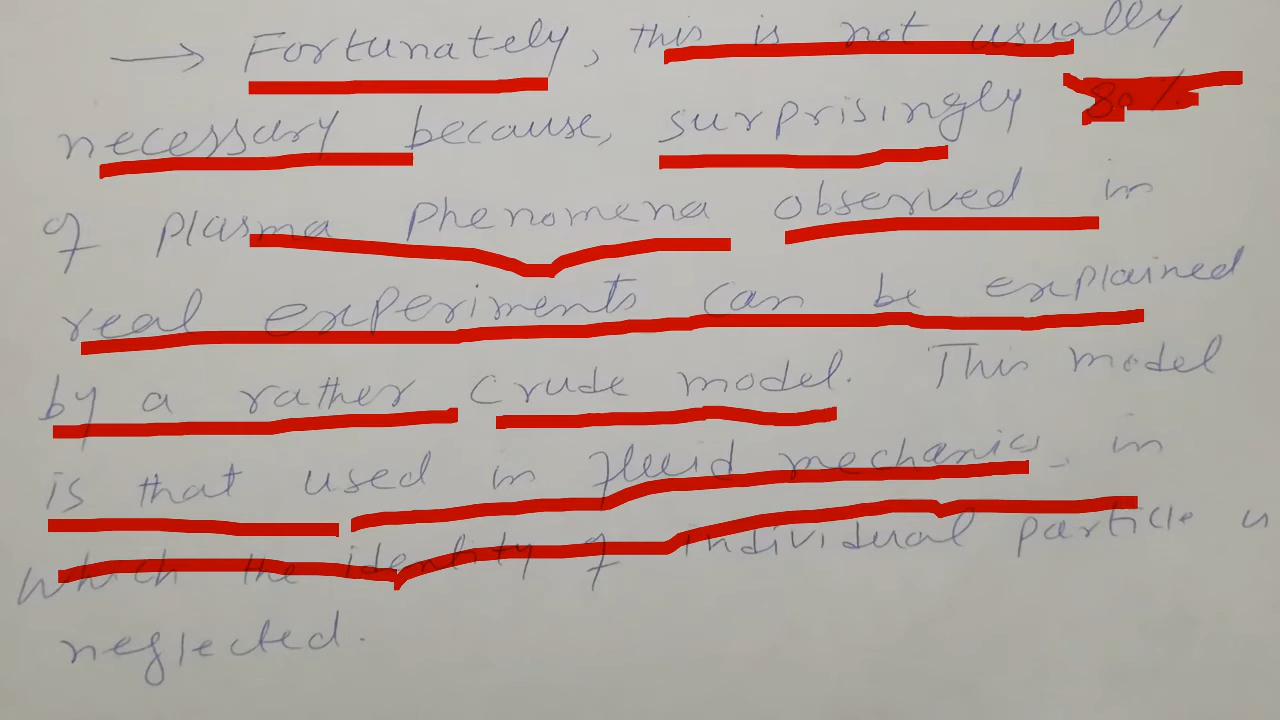 → Fortunately, this is not usually
necessary because, surprisingly 80%
of plasma phenomena observed in
real experiments can be explained
by a rather crude model. This model
is that used in fluid mechanics, in
which the identity of individual particle is
neglected.